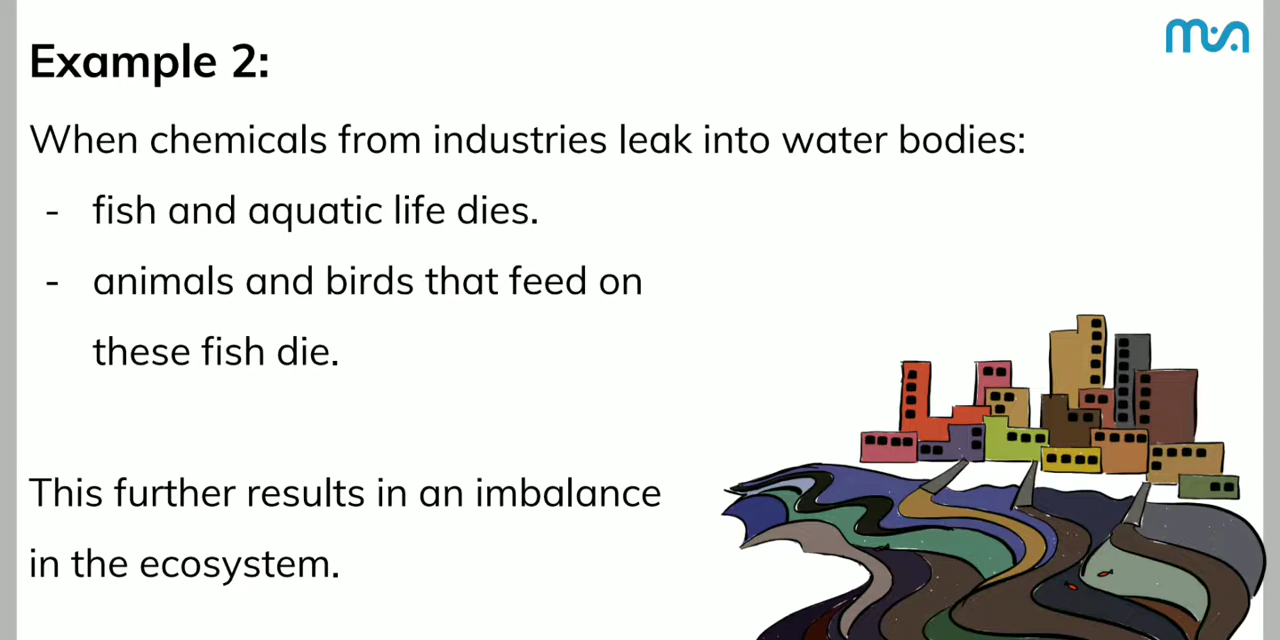 Example 2:
When chemicals from industries leak into water bodies:
- fish and aquatic life dies.
- animals and birds that feed on
these fish die.
This further results in an imbalance
in the ecosystem.